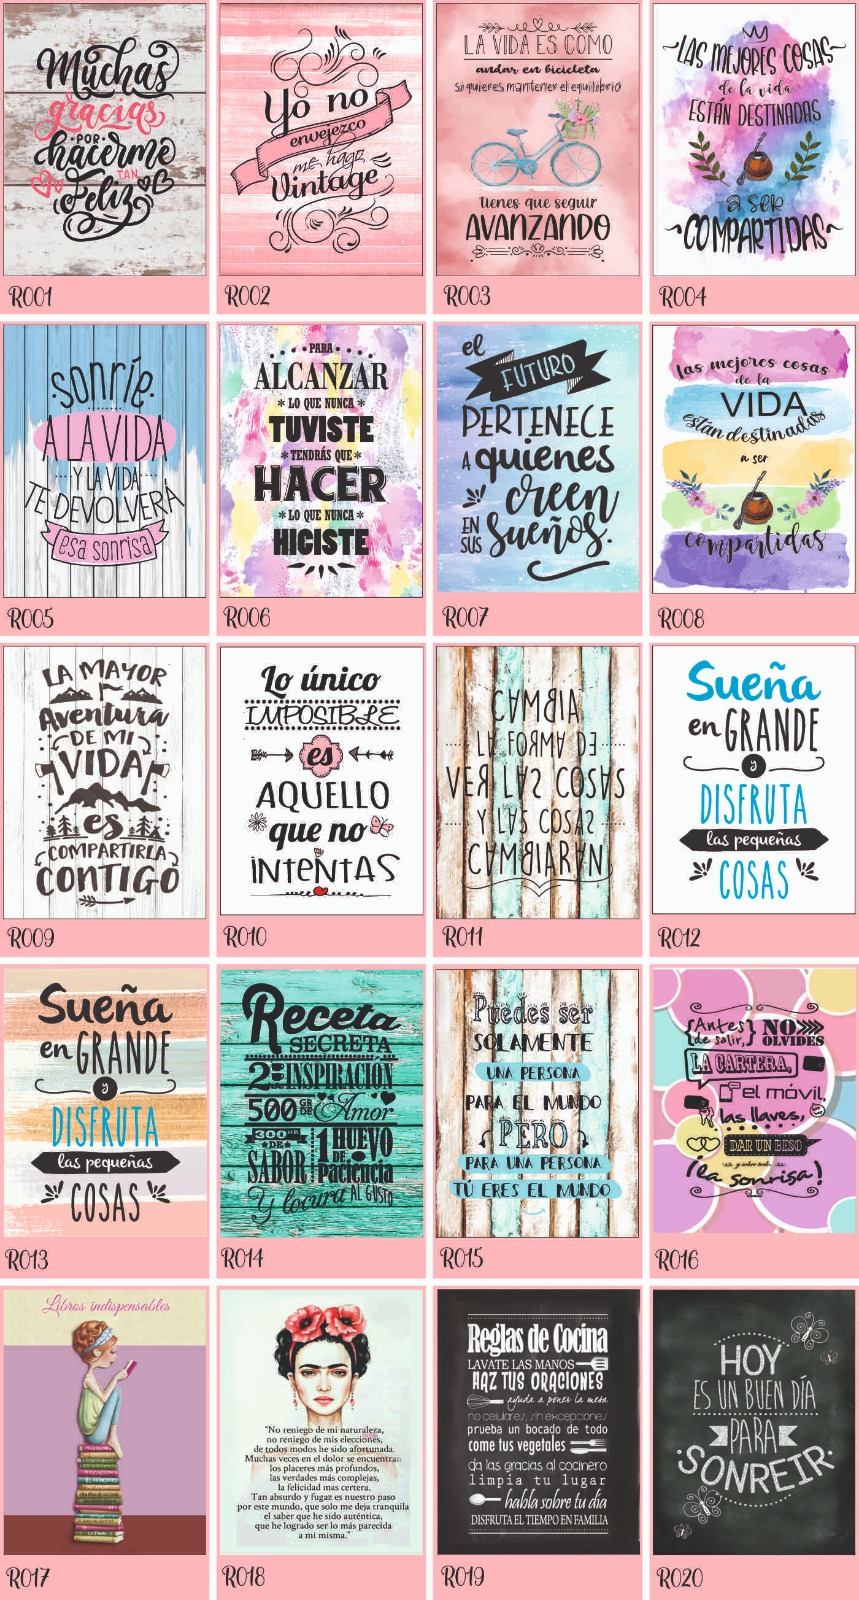 Muchas
gracias
POR
hacerme
TAN
Feliz
R001
Yo no
envejezco
me hago
Vintage
R002
LA VIDA ES COMO
andar en bicicleta
si quieres mantener el equilibrio
tienes que seguir
AVANZANDO
R003
LAS MEJORES COSAS
de la vida
ESTÁN DESTINADAS
a SER
COMPARTIDAS
R004
sonríe
A LA VIDA
Y LA VIDA
TE DEVOLVERÁ
esa sonrisa
R005
PARA
ALCANZAR
* LO QUE NUNCA *
TUVISTE
TENDRÁS QUE
HACER
* LO QUE NUNCA *
HICISTE
R006
el
FUTURO
PERTENECE
A quienes
creen
EN SUS Sueños.
R007
las mejores cosas
de la
VIDA
están destinadas
a ser
compartidas
R008
LA MAYOR
Aventura
DE MI
VIDA
es
COMPARTIRLA
CONTIGO
R009
Lo único
IMPOSIBLE
es
AQUELLO
que no
INTENTAS
R010
CAMBIA
LA FORMA DE
VER LAS COSAS
Y LAS COSAS
CAMBIARAN
R011
Sueña
en GRANDE
y
DISFRUTA
las pequeñas
COSAS
R012
Sueña
en GRANDE
y
DISFRUTA
las pequeñas
COSAS
R013
Receta
SECRETA
2 DE INSPIRACIÓN
500 GR DE Amor
300 GR DE SABOR
1 HUEVO DE Paciencia
Y locura AL GUSTO
R014
Puedes ser
SOLAMENTE
UNA PERSONA
PARA EL MUNDO
PERO
PARA UNA PERSONA
TU ERES EL MUNDO
R015
{Antes de salir,} NO OLVIDES
LA CARTERA,
el móvil,
las llaves,
DAR UN BESO
y sobre todo
¡la sonrisa!
R016
Libros indispensables
R017
"No reniego de mi naturaleza,
no reniego de mis elecciones,
de todos modos he sido afortunada.
Muchas veces en el dolor se encuentran
los placeres más profundos,
las verdades más complejas,
la felicidad mas certera.
Tan absurdo y fugaz es nuestro paso
por este mundo, que solo me deja tranquila
el saber que he sido auténtica,
que he logrado ser lo más parecida
a mi misma."
R018
Reglas de Cocina
LAVATE LAS MANOS
HAZ TUS ORACIONES
ayuda a poner la mesa
no celulares, sin excepciones
prueba un bocado de todo
come tus vegetales
da las gracias al cocinero
limpia tu lugar
habla sobre tu día
DISFRUTA EL TIEMPO EN FAMILIA
R019
HOY
ES UN BUEN DÍA
PARA
SONREIR
R020